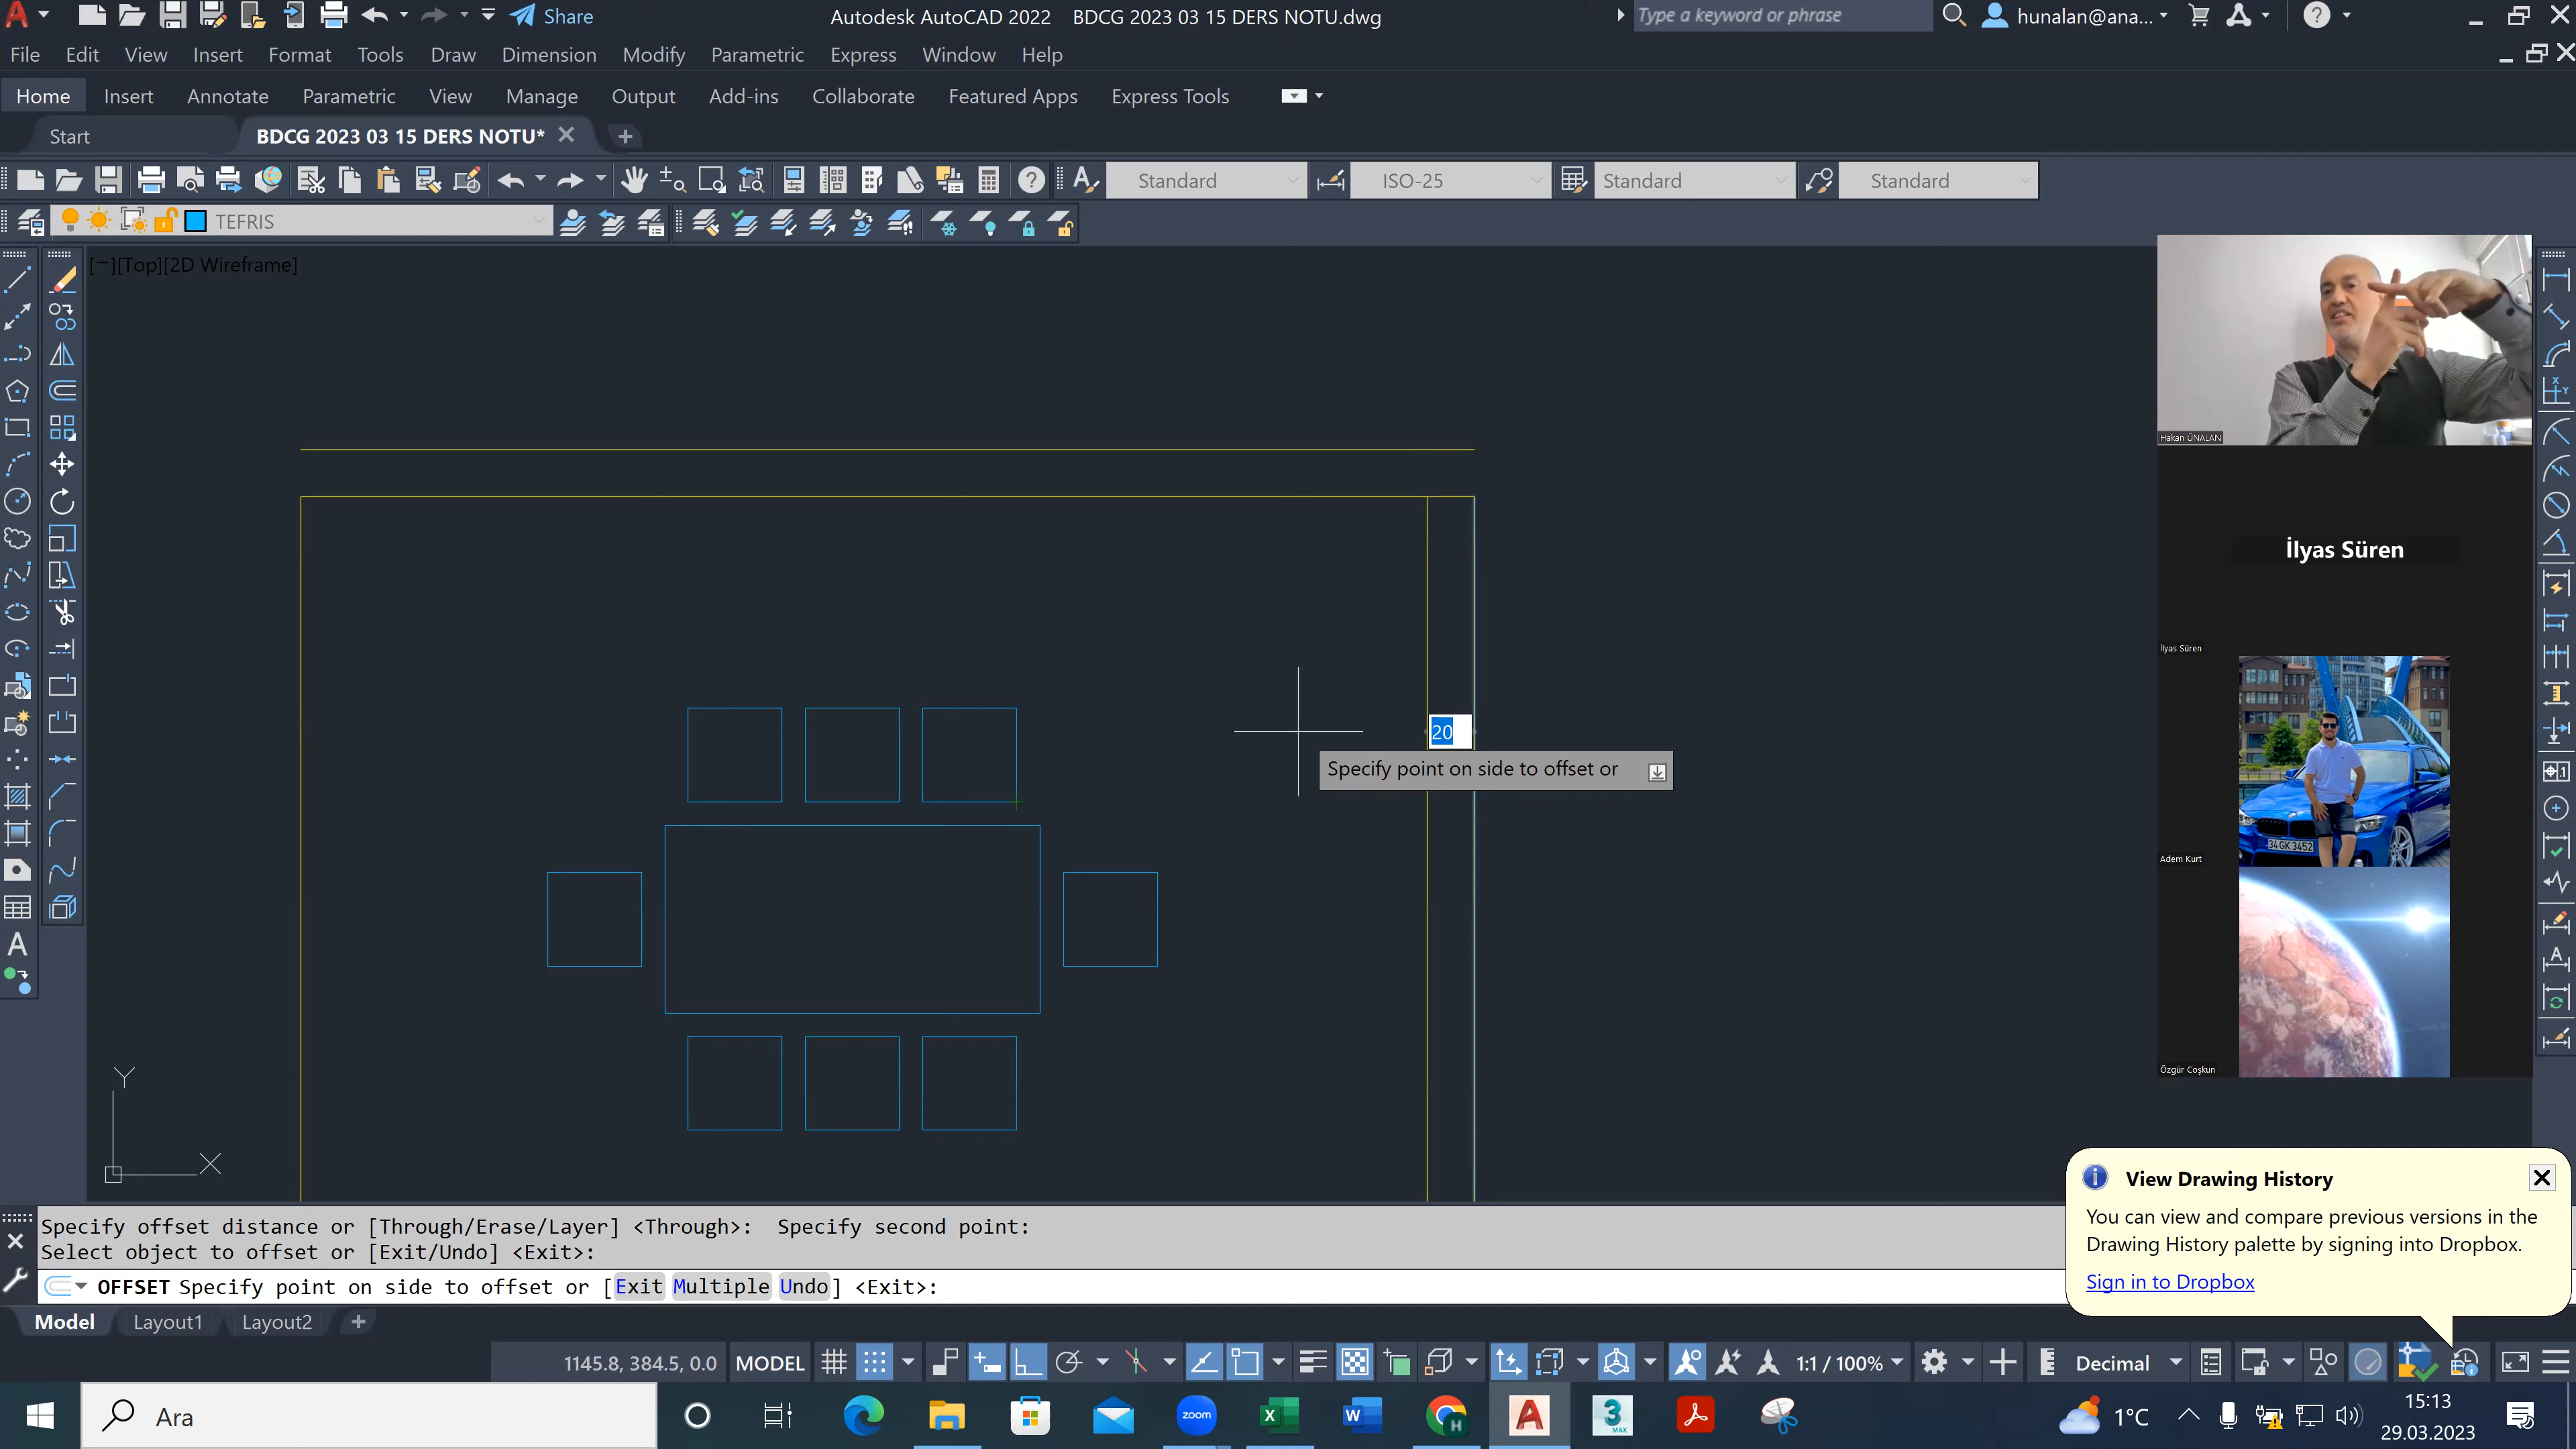 Share
Autodesk AutoCAD 2022 BDCG 2023 03 15 DERS NOTU.dwg
Type a keyword or phrase
hunalan@ana...
File Edit View Insert Format Tools Draw Dimension Modify Parametric Express Window Help
Home Insert Annotate Parametric View Manage Output Add-ins Collaborate Featured Apps Express Tools
Start
BDCG 2023 03 15 DERS NOTU*
Standard
ISO-25
Standard
Standard
TEFRIS
[−][Top][2D Wireframe]
Hakan ÜNALAN
İlyas Süren
İlyas Süren
34 GK 3452
Adem Kurt
Özgür Coşkun
20
Specify point on side to offset or
Y
X
View Drawing History
You can view and compare previous versions in the
Drawing History palette by signing into Dropbox.
Sign in to Dropbox
Specify offset distance or [Through/Erase/Layer] <Through>: Specify second point:
Select object to offset or [Exit/Undo] <Exit>:
OFFSET Specify point on side to offset or [Exit Multiple Undo] <Exit>:
Model Layout1 Layout2
1145.8, 384.5, 0.0 MODEL
1:1 / 100%
Decimal
Ara
zoom
1°C
15:13
29.03.2023